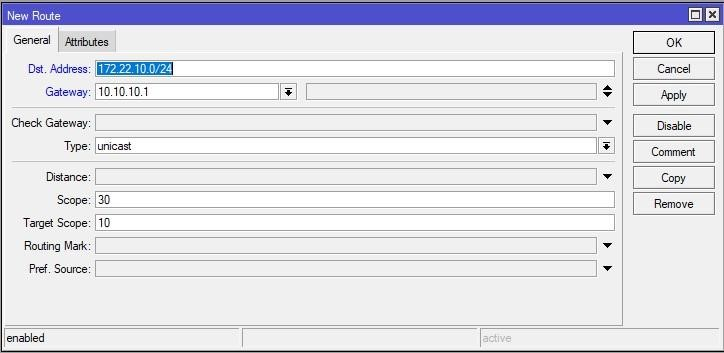 New Route
General Attributes
Dst. Address: 172.22.10.0/24
Gateway: 10.10.10.1
Check Gateway:
Type: unicast
Distance:
Scope: 30
Target Scope: 10
Routing Mark:
Pref. Source:
OK
Cancel
Apply
Disable
Comment
Copy
Remove
enabled active